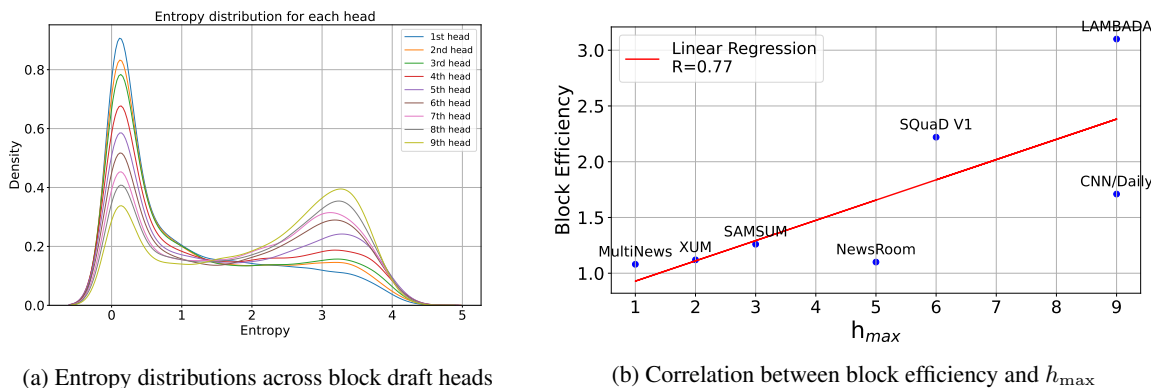 Entropy distribution for each head
1st head
2nd head
3rd head
4th head
5th head
6th head
7th head
8th head
9th head
0.8
0.6
0.4
0.2
0.0
Density
0 1 2 3 4 5
Entropy
(a) Entropy distributions across block draft heads
Linear Regression
R=0.77
LAMBADA
SQuaD V1
CNN/Daily
SAMSUM
XUM
MultiNews
NewsRoom
3.0
2.5
2.0
1.5
1.0
Block Efficiency
1 2 3 4 5 6 7 8 9
h_max
(b) Correlation between block efficiency and h_max